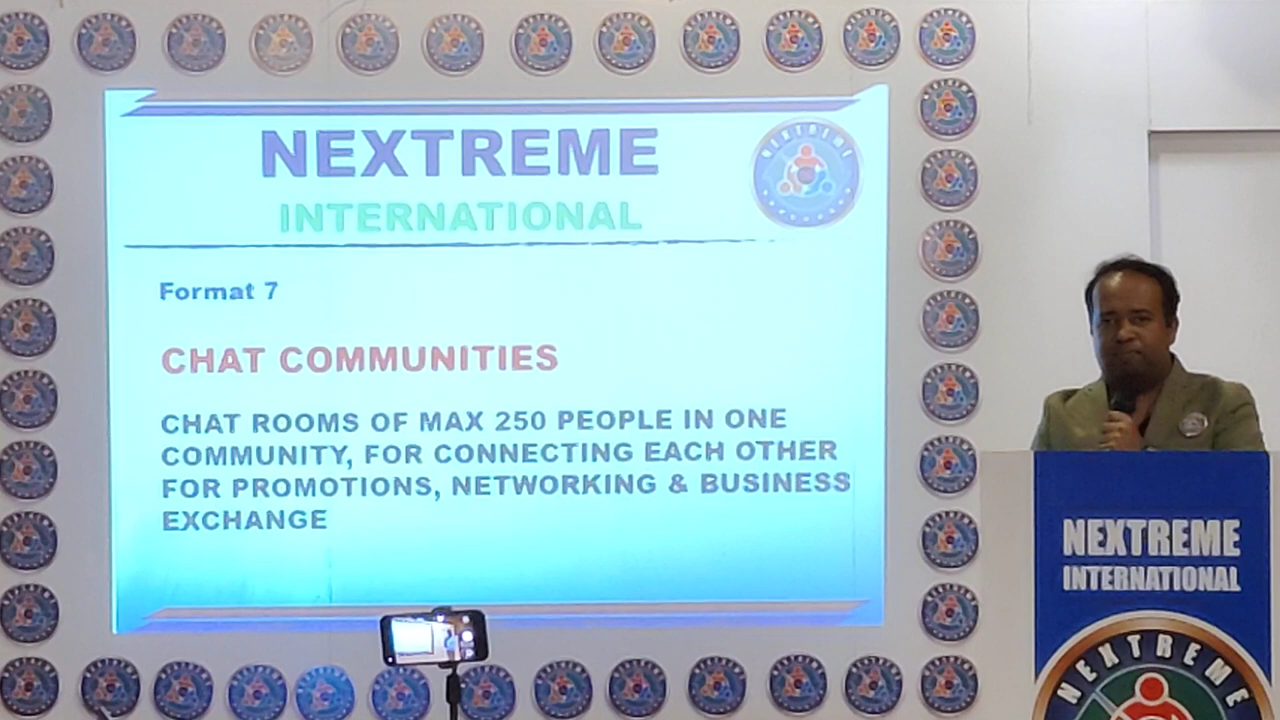 NEXTREME
INTERNATIONAL
NEXTREME
Format 7
CHAT COMMUNITIES
CHAT ROOMS OF MAX 250 PEOPLE IN ONE
COMMUNITY, FOR CONNECTING EACH OTHER
FOR PROMOTIONS, NETWORKING & BUSINESS
EXCHANGE
NEXTREME
INTERNATIONAL
NEXTREME